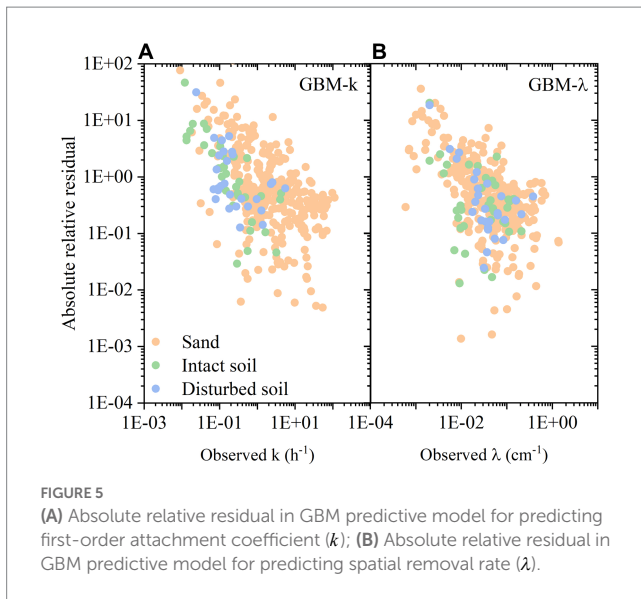 A
B
1E+02
1E+01
1E+00
1E-01
1E-02
1E-03
1E-04
Absolute relative residual
GBM-k
GBM-λ
Sand
Intact soil
Disturbed soil
1E-03
1E-01
1E+01
1E-04
1E-02
1E+00
Observed k (h⁻¹)
Observed λ (cm⁻¹)
FIGURE 5
(A) Absolute relative residual in GBM predictive model for predicting
first-order attachment coefficient (k); (B) Absolute relative residual in
GBM predictive model for predicting spatial removal rate (λ).